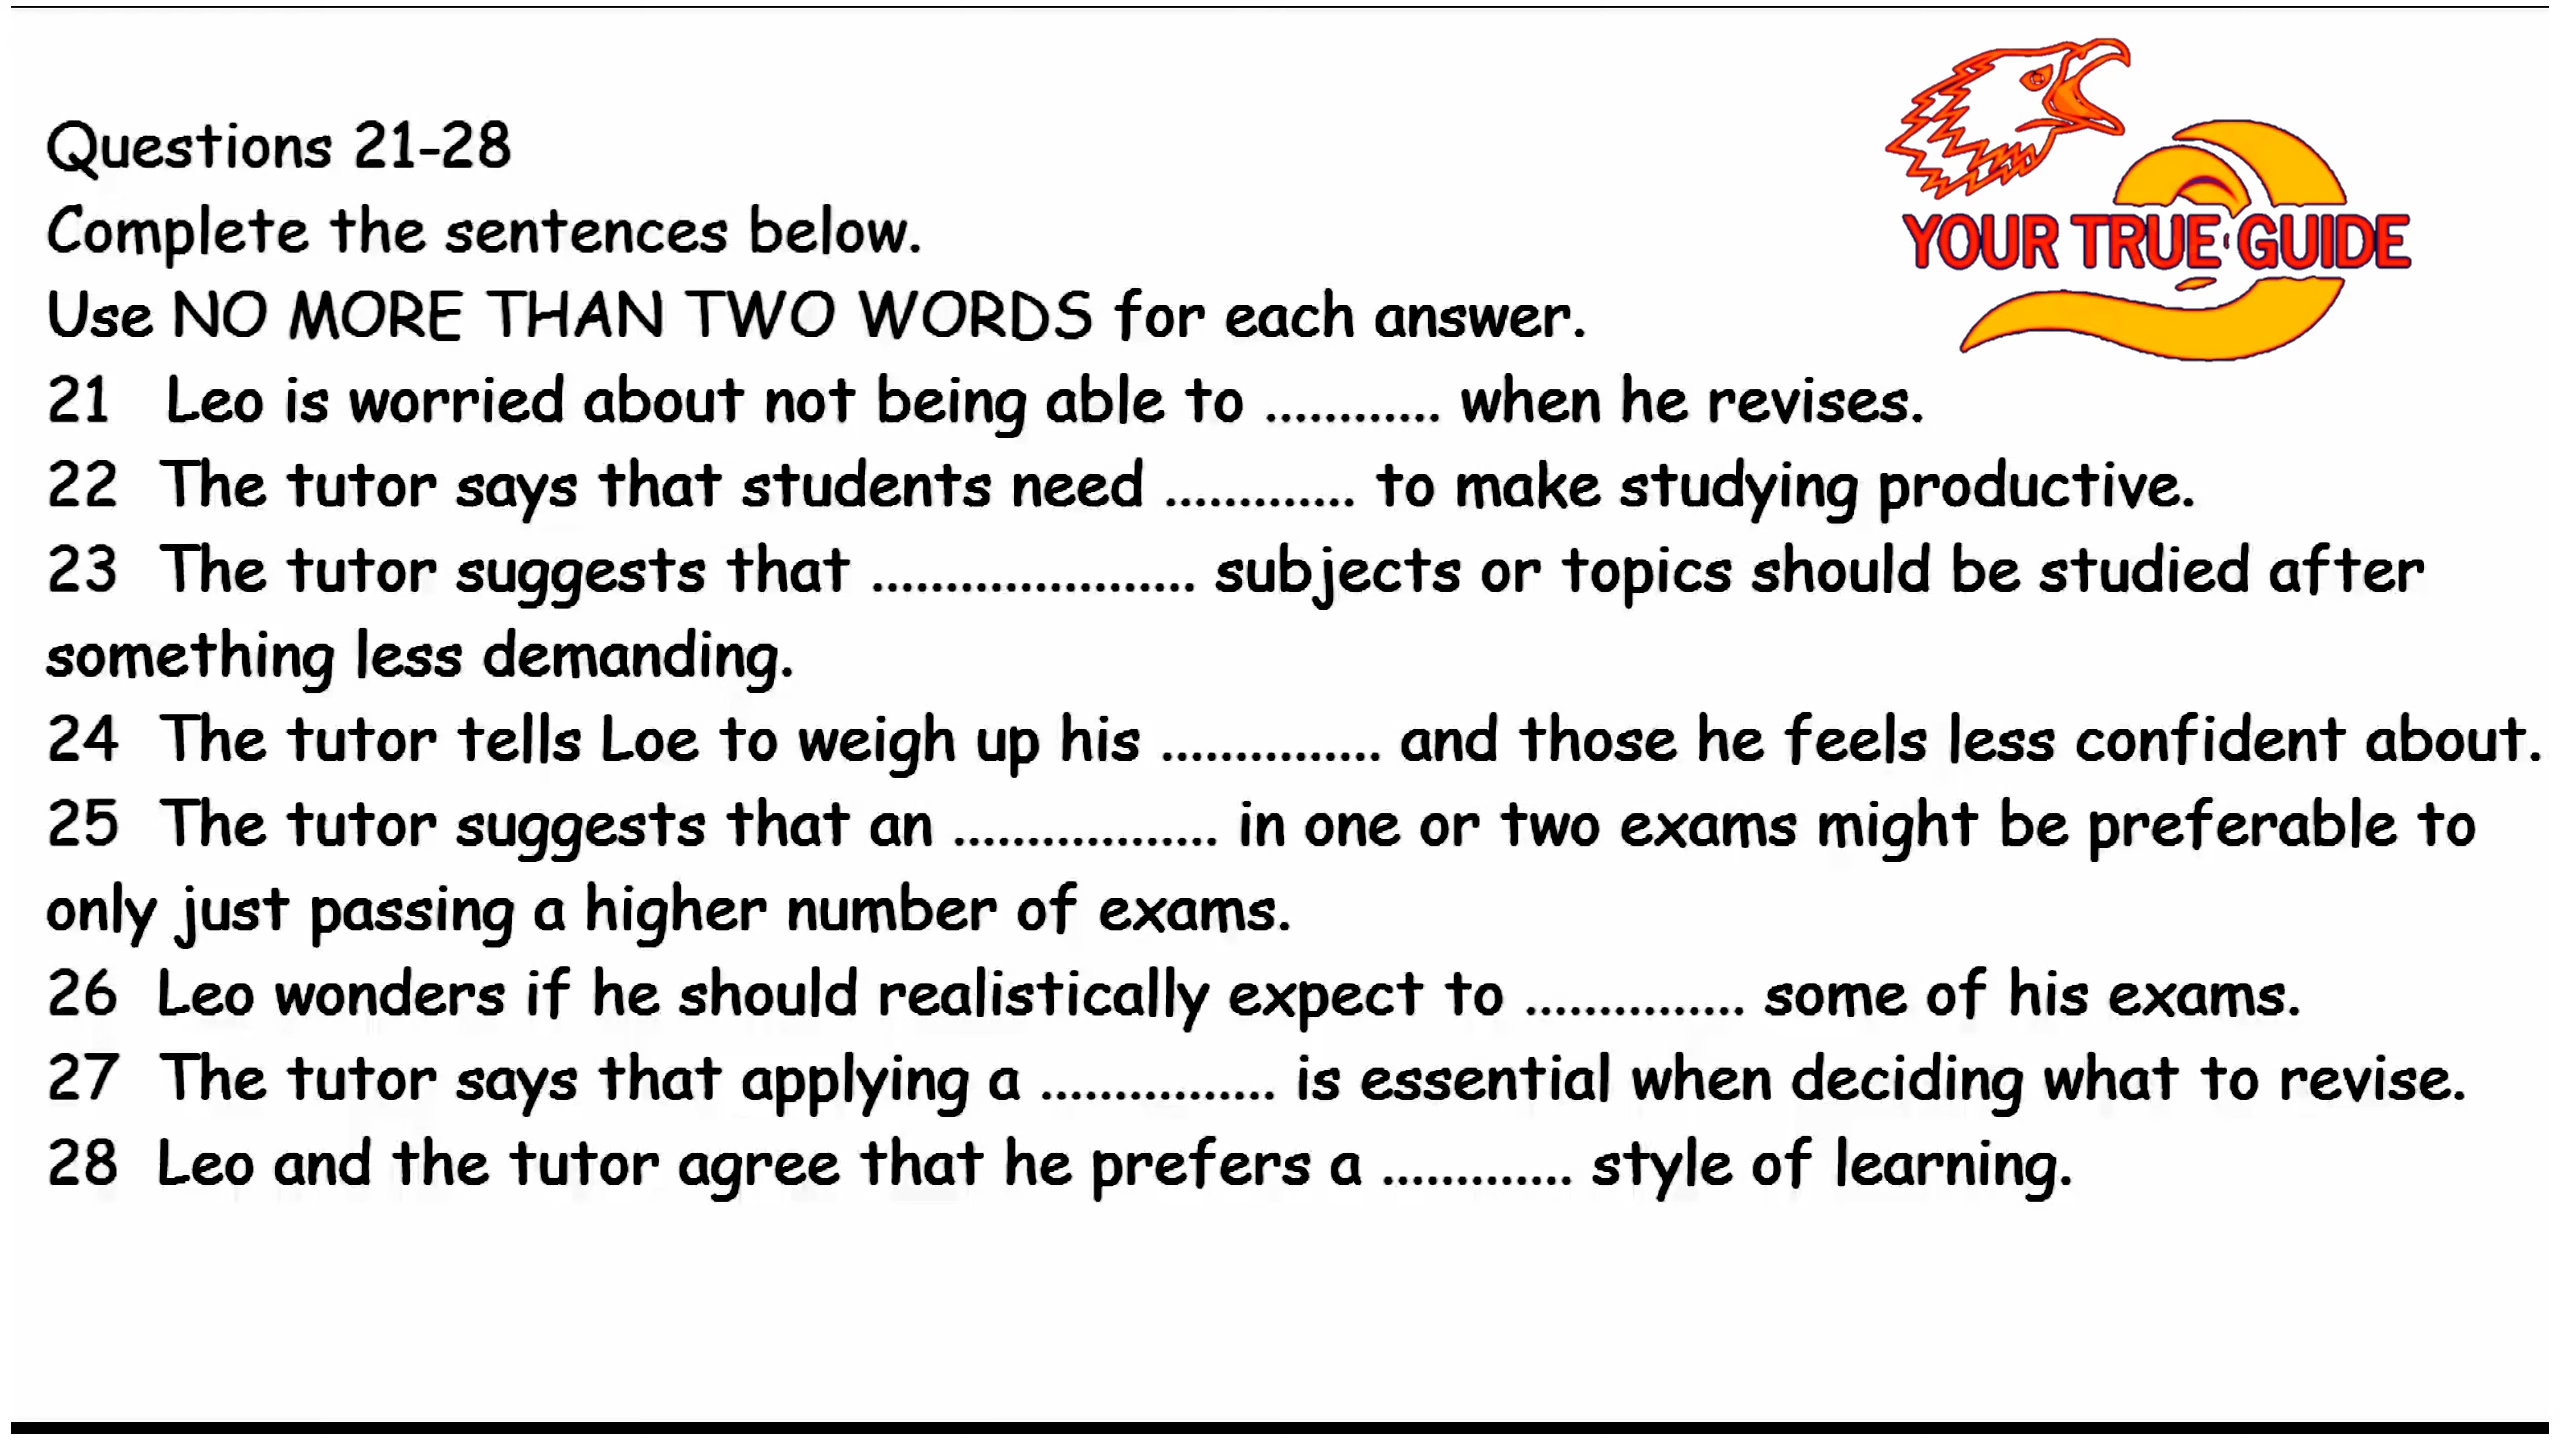 YOUR TRUE GUIDE
Questions 21-28
Complete the sentences below.
Use NO MORE THAN TWO WORDS for each answer.
21 Leo is worried about not being able to ............ when he revises.
22 The tutor says that students need ............. to make studying productive.
23 The tutor suggests that ...................... subjects or topics should be studied after
something less demanding.
24 The tutor tells Loe to weigh up his ............... and those he feels less confident about.
25 The tutor suggests that an .................. in one or two exams might be preferable to
only just passing a higher number of exams.
26 Leo wonders if he should realistically expect to ............... some of his exams.
27 The tutor says that applying a ................ is essential when deciding what to revise.
28 Leo and the tutor agree that he prefers a ............. style of learning.